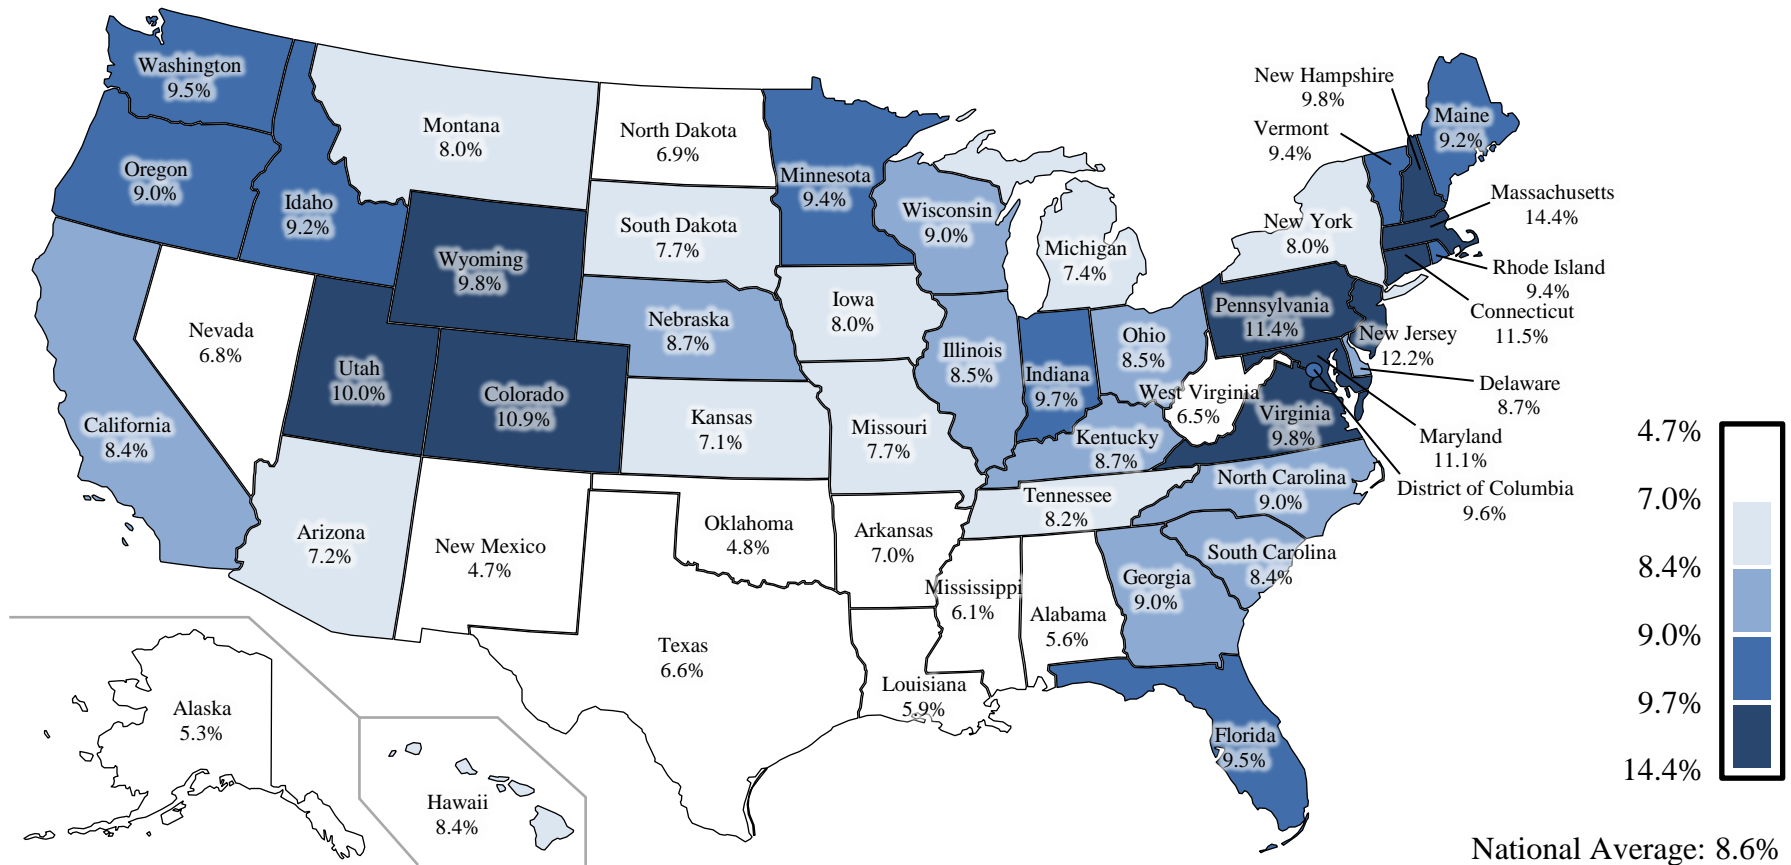 Washington
9.5%
Oregon
9.0%
California
8.4%
Idaho
9.2%
Nevada
6.8%
Montana
8.0%
Wyoming
9.8%
Utah
10.0%
Colorado
10.9%
Arizona
7.2%
New Mexico
4.7%
North Dakota
6.9%
South Dakota
7.7%
Nebraska
8.7%
Kansas
7.1%
Oklahoma
4.8%
Texas
6.6%
Minnesota
9.4%
Iowa
8.0%
Missouri
7.7%
Arkansas
7.0%
Louisiana
5.9%
Wisconsin
9.0%
Illinois
8.5%
Michigan
7.4%
Indiana
9.7%
Ohio
8.5%
Kentucky
8.7%
Tennessee
8.2%
Mississippi
6.1%
Alabama
5.6%
Georgia
9.0%
Florida
9.5%
South Carolina
8.4%
North Carolina
9.0%
Virginia
9.8%
West Virginia
6.5%
Pennsylvania
11.4%
New York
8.0%
New Hampshire
9.8%
Vermont
9.4%
Maine
9.2%
Massachusetts
14.4%
Rhode Island
9.4%
Connecticut
11.5%
New Jersey
12.2%
Delaware
8.7%
Maryland
11.1%
District of Columbia
9.6%
Alaska
5.3%
Hawaii
8.4%
4.7%
7.0%
8.4%
9.0%
9.7%
14.4%
National Average: 8.6%